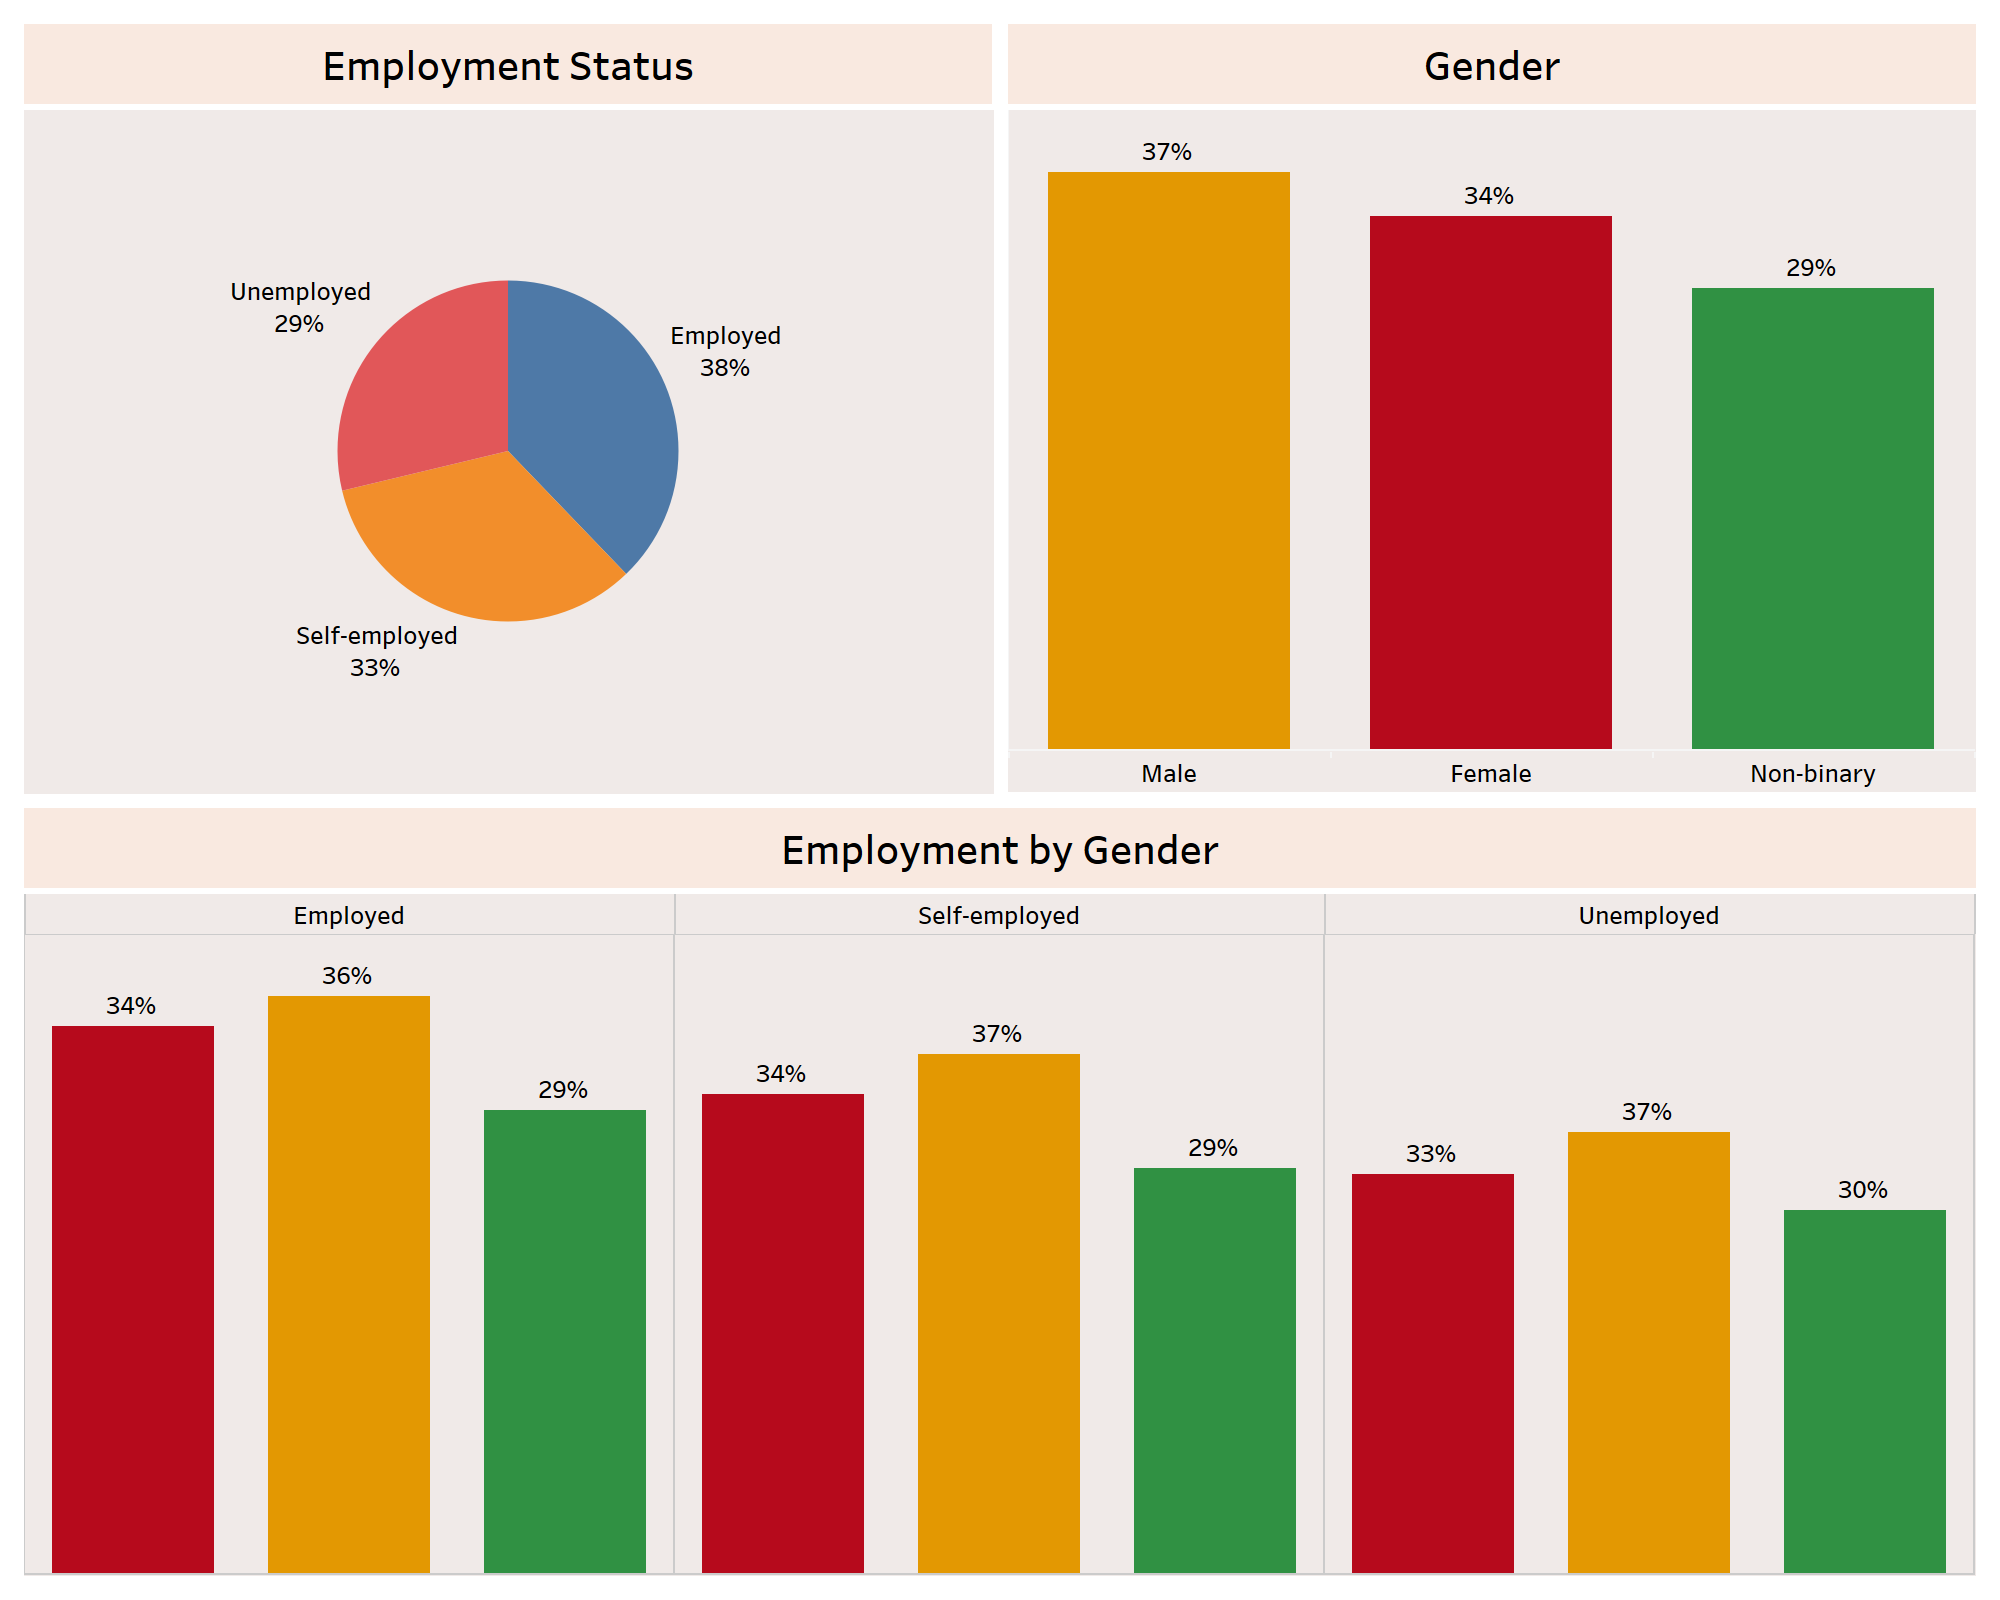 Employment Status
Unemployed
29%
Employed
38%
Self-employed
33%
Gender
37%
34%
29%
Male
Female
Non-binary
Employment by Gender
Employed
Self-employed
Unemployed
34%
36%
29%
34%
37%
29%
33%
37%
30%